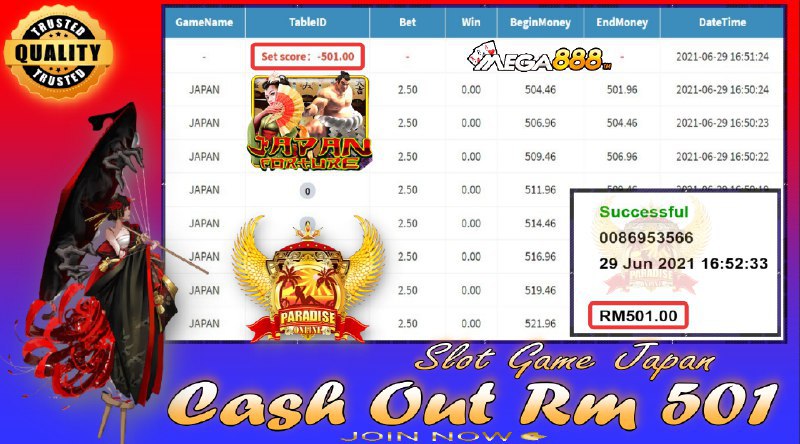 TRUSTED
QUALITY
TRUSTED
GameName TableID Bet Win BeginMoney EndMoney DateTime
- Set score: -501.00 - MEGA888 TM - 2021-06-29 16:51:24
JAPAN 2.50 0.00 504.46 501.96 2021-06-29 16:50:24
JAPAN 2.50 0.00 506.96 504.46 2021-06-29 16:50:23
JAPAN 2.50 0.00 509.46 506.96 2021-06-29 16:50:22
JAPAN
FORTUNE
JAPAN 0 2.50 0.00 511.96
JAPAN 2.50 0.00 514.46
JAPAN 2.50 0.00 516.96
JAPAN 2.50 0.00 519.46
JAPAN 2.50 0.00 521.96
PARADISE
ONLINE
Successful
0086953566
29 Jun 2021 16:52:33
RM501.00
Slot Game Japan
Cash Out Rm 501
JOIN NOW